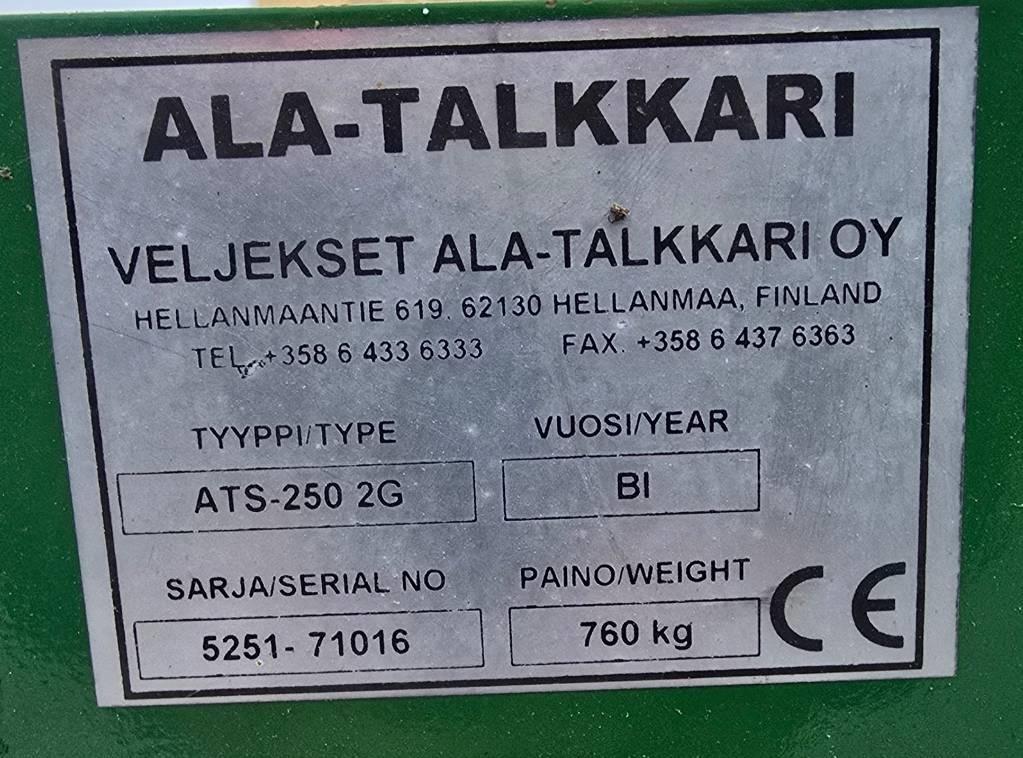 ALA-TALKKARI
VELJEKSET ALA-TALKKARI OY
HELLANMAANTIE 619, 62130 HELLANMAA, FINLAND
TEL. +358 6 433 6333 FAX. +358 6 437 6363
TYYPPI/TYPE VUOSI/YEAR
ATS-250 2G BI
SARJA/SERIAL NO PAINO/WEIGHT
5251- 71016 760 kg CE